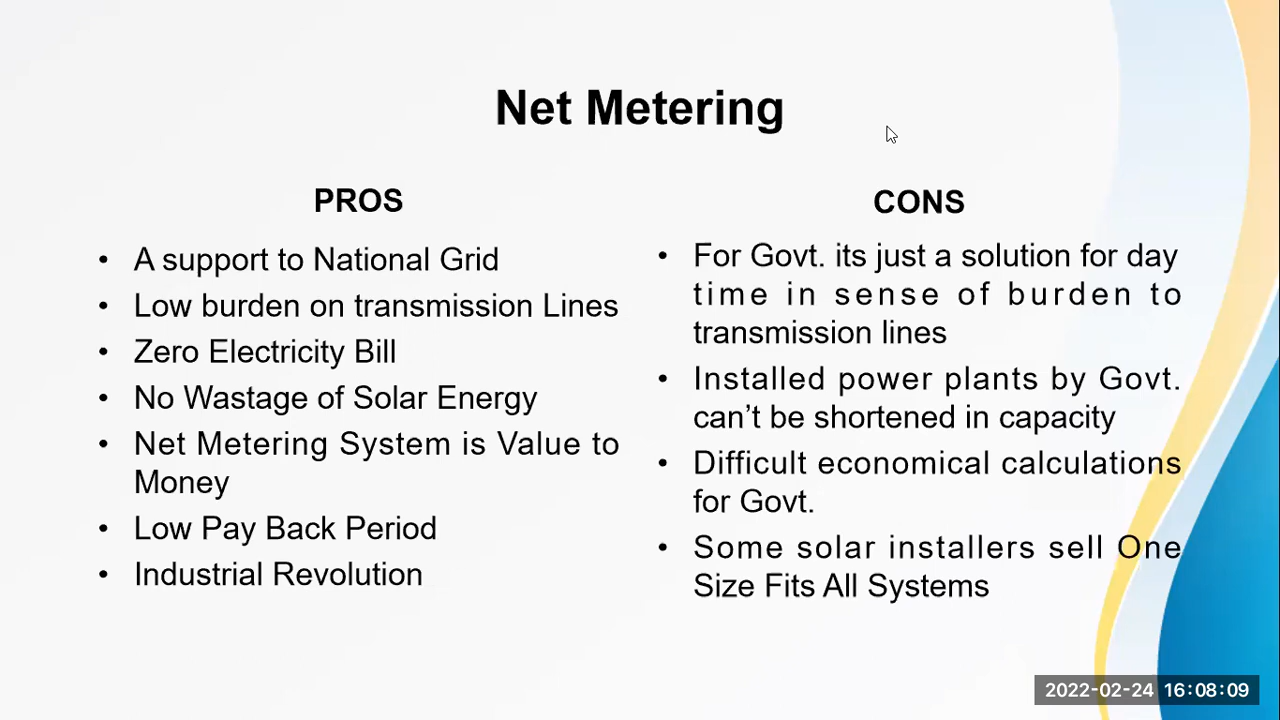 Net Metering
PROS
• A support to National Grid
• Low burden on transmission Lines
• Zero Electricity Bill
• No Wastage of Solar Energy
• Net Metering System is Value to
Money
• Low Pay Back Period
• Industrial Revolution
CONS
• For Govt. its just a solution for day
time in sense of burden to
transmission lines
• Installed power plants by Govt.
can’t be shortened in capacity
• Difficult economical calculations
for Govt.
• Some solar installers sell One
Size Fits All Systems
2022-02-24 16:08:09